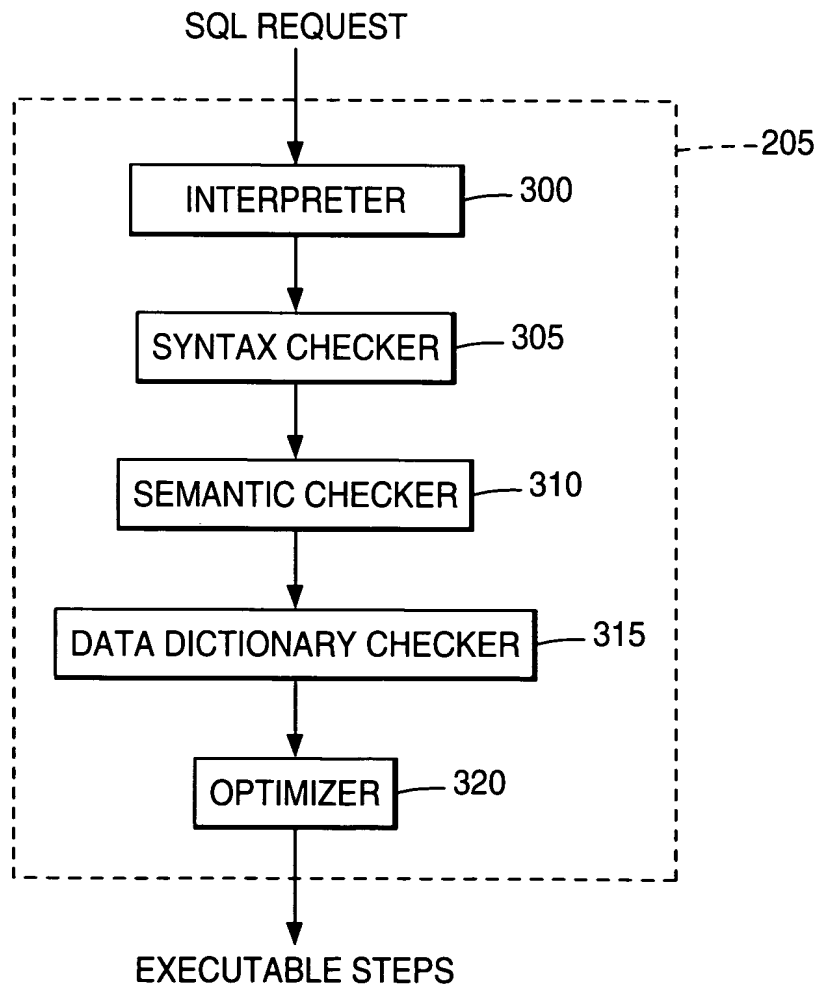 SQL REQUEST
205
INTERPRETER
300
SYNTAX CHECKER
305
SEMANTIC CHECKER
310
DATA DICTIONARY CHECKER
315
OPTIMIZER
320
EXECUTABLE STEPS